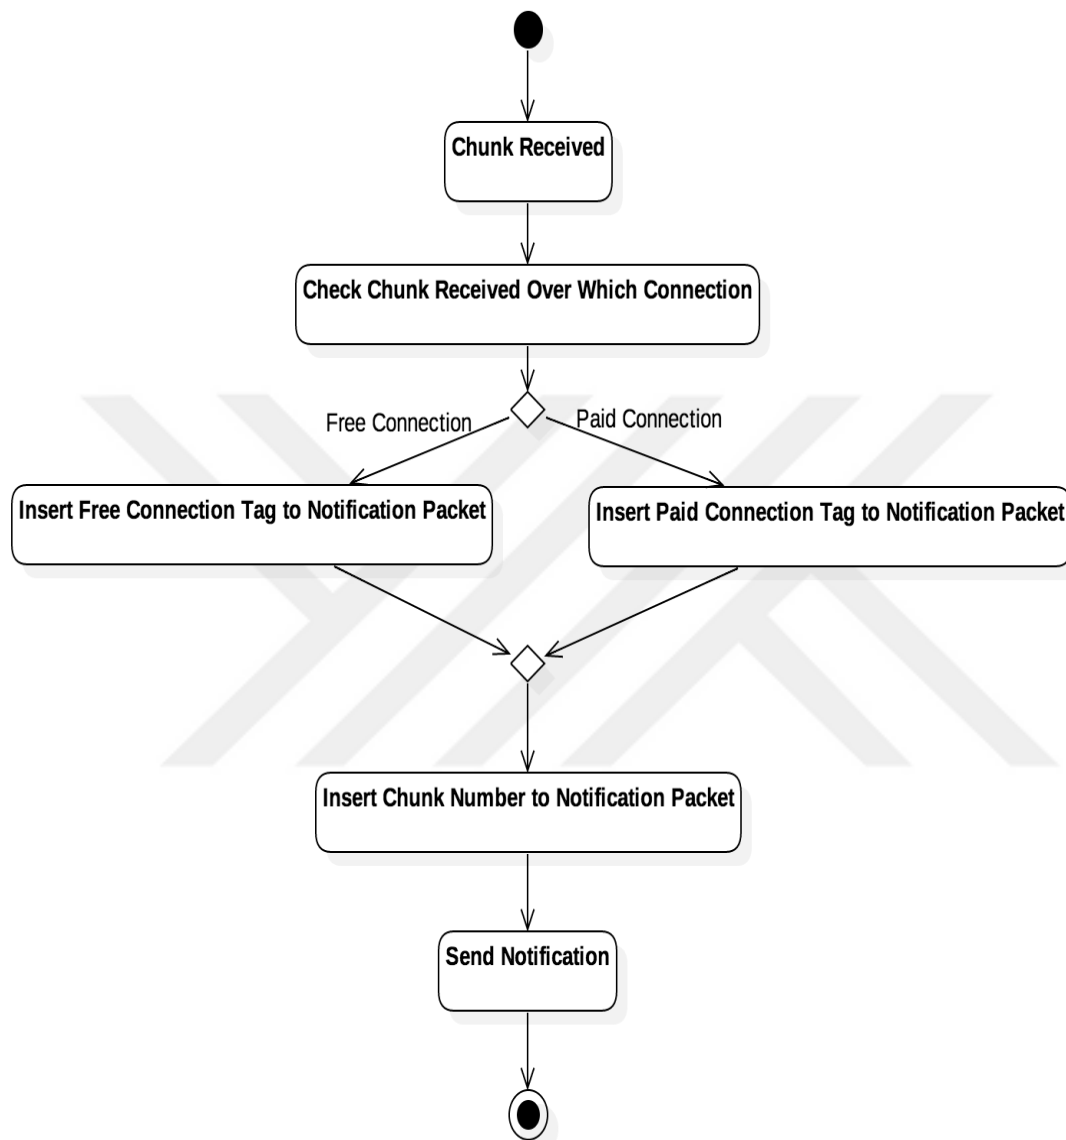 Chunk Received
Check Chunk Received Over Which Connection
Free Connection
Paid Connection
Insert Free Connection Tag to Notification Packet
Insert Paid Connection Tag to Notification Packet
Insert Chunk Number to Notification Packet
Send Notification